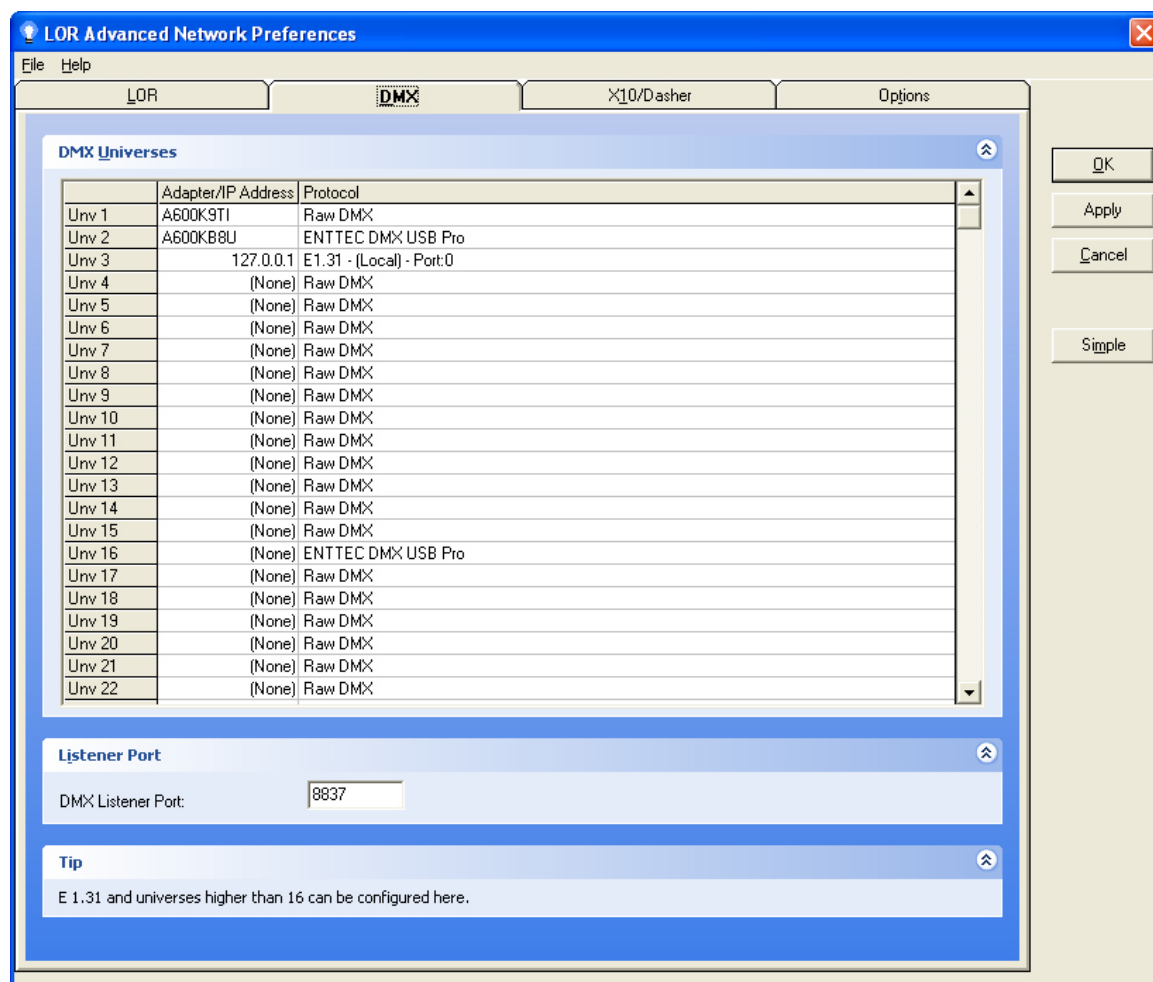 LOR Advanced Network Preferences
File Help
LOR DMX X10/Dasher Options
DMX Universes
OK
Apply
Cancel
Simple
Adapter/IP Address Protocol
Unv 1 A600K9TI Raw DMX
Unv 2 A600KB8U ENTTEC DMX USB Pro
Unv 3 127.0.0.1 E1.31 - (Local) - Port:0
Unv 4 (None) Raw DMX
Unv 5 (None) Raw DMX
Unv 6 (None) Raw DMX
Unv 7 (None) Raw DMX
Unv 8 (None) Raw DMX
Unv 9 (None) Raw DMX
Unv 10 (None) Raw DMX
Unv 11 (None) Raw DMX
Unv 12 (None) Raw DMX
Unv 13 (None) Raw DMX
Unv 14 (None) Raw DMX
Unv 15 (None) Raw DMX
Unv 16 (None) ENTTEC DMX USB Pro
Unv 17 (None) Raw DMX
Unv 18 (None) Raw DMX
Unv 19 (None) Raw DMX
Unv 20 (None) Raw DMX
Unv 21 (None) Raw DMX
Unv 22 (None) Raw DMX
Listener Port
DMX Listener Port: 8837
Tip
E 1.31 and universes higher than 16 can be configured here.